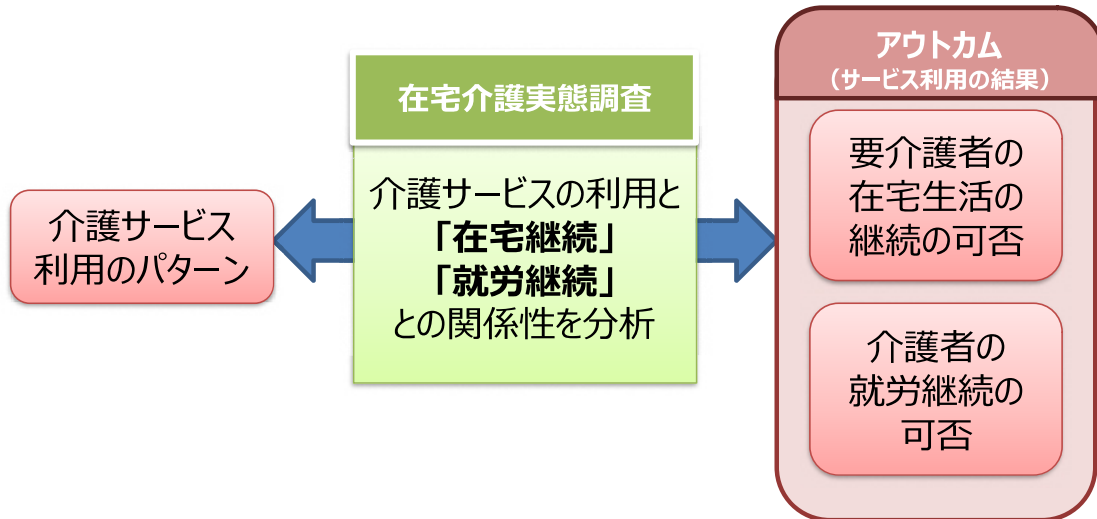 介護サービス
利用のパターン
在宅介護実態調査
介護サービスの利用と
「在宅継続」
「就労継続」
との関係性を分析
アウトカム
（サービス利用の結果）
要介護者の
在宅生活の
継続の可否
介護者の
就労継続の
可否